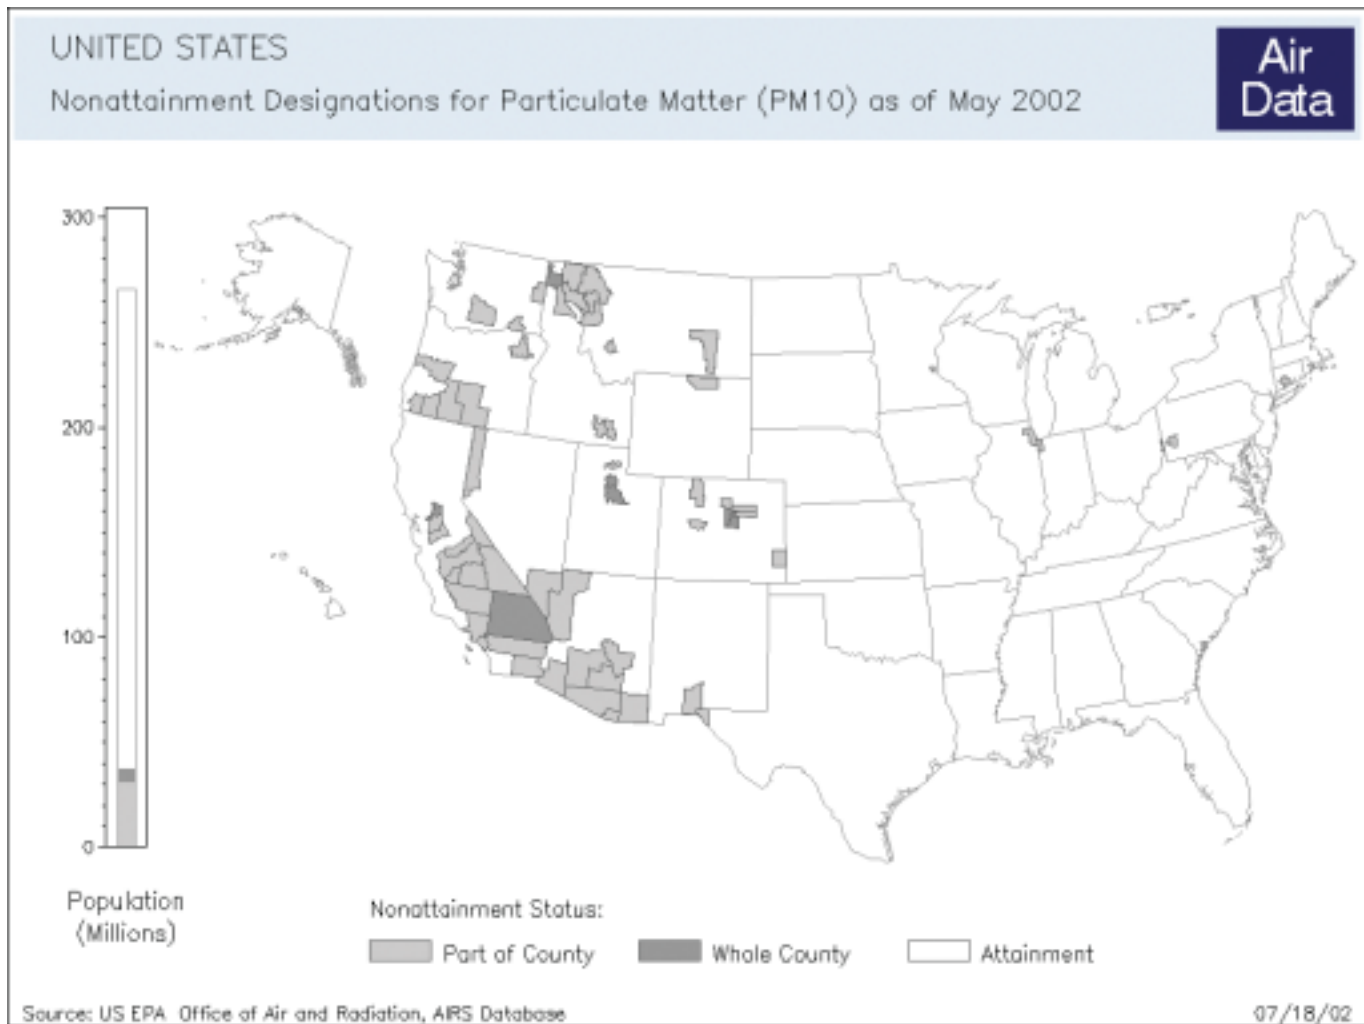 UNITED STATES
Nonattainment Designations for Particulate Matter (PM10) as of May 2002
Air
Data
300
200
100
0
Population
(Millions)
Nonattainment Status:
Part of County
Whole County
Attainment
Source: US EPA Office of Air and Radiation, AIRS Database
07/18/02